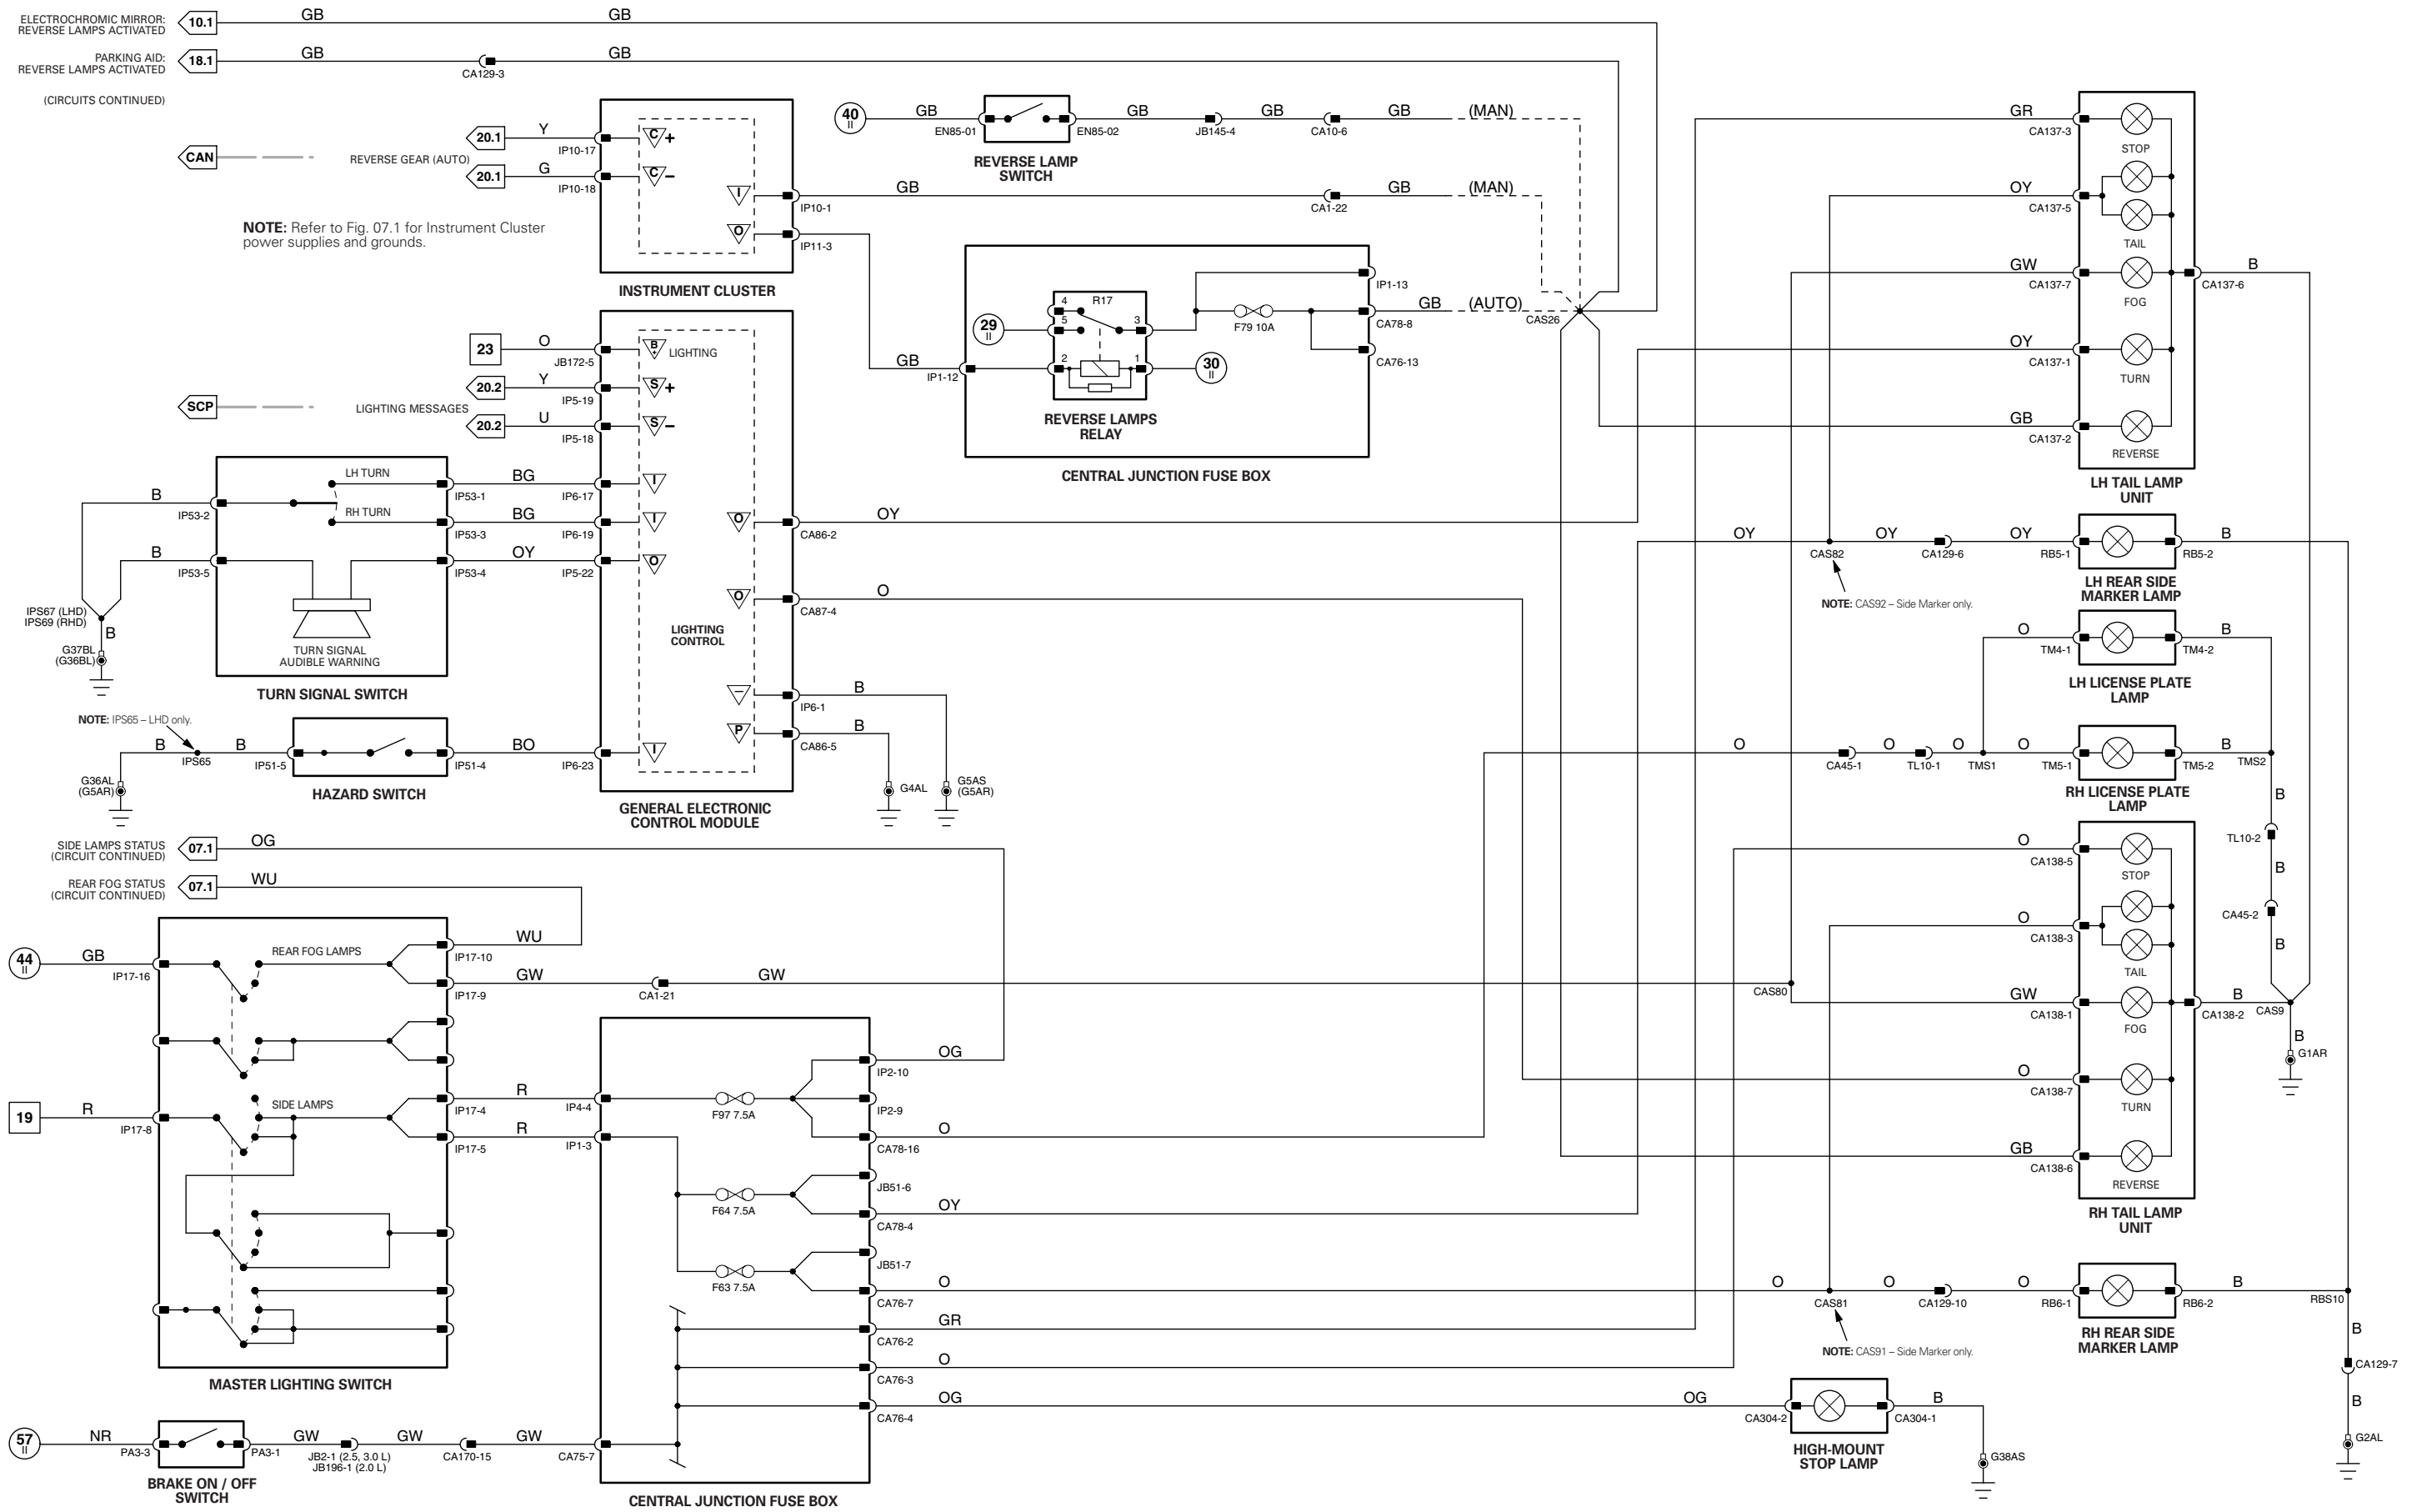 ELECTROCHROMIC MIRROR:
REVERSE LAMPS ACTIVATED
10.1
GB
GB
PARKING AID:
REVERSE LAMPS ACTIVATED
18.1
GB
CA129-3
GB
(CIRCUITS CONTINUED)
CAN
REVERSE GEAR (AUTO)
20.1
Y
IP10-17
C
+
20.1
G
IP10-18
C
–
I
IP10-1
GB
CA1-22
GB
(MAN)
O
IP11-3
NOTE: Refer to Fig. 07.1 for Instrument Cluster
power supplies and grounds.
INSTRUMENT CLUSTER
40
II
GB
EN85-01
EN85-02
GB
JB145-4
GB
CA10-6
GB
(MAN)
REVERSE LAMP
SWITCH
GB
IP1-12
29
II
4
R17
5
3
2
1
30
II
F79 10A
IP1-13
CA78-8
GB
(AUTO)
CA76-13
CAS26
REVERSE LAMPS
RELAY
CENTRAL JUNCTION FUSE BOX
23
O
JB172-5
B
+
LIGHTING
SCP
LIGHTING MESSAGES
20.2
Y
IP5-19
S
+
20.2
U
IP5-18
S
–
LH TURN
IP53-1
BG
IP6-17
I
RH TURN
IP53-3
BG
IP6-19
I
IP53-4
OY
IP5-22
O
B
IP53-2
B
IP53-5
IPS67 (LHD)
IPS69 (RHD)
B
G37BL
(G36BL)
TURN SIGNAL
AUDIBLE WARNING
TURN SIGNAL SWITCH
O
CA86-2
OY
O
CA87-4
O
LIGHTING
CONTROL
–
IP6-1
B
P
CA86-5
B
G4AL
G5AS
(G5AR)
NOTE: IPS65 – LHD only.
B
IPS65
B
IP51-5
IP51-4
BO
IP6-23
I
G36AL
(G5AR)
HAZARD SWITCH
GENERAL ELECTRONIC
CONTROL MODULE
SIDE LAMPS STATUS
(CIRCUIT CONTINUED)
07.1
OG
REAR FOG STATUS
(CIRCUIT CONTINUED)
07.1
WU
44
II
GB
IP17-16
REAR FOG LAMPS
WU
IP17-10
GW
IP17-9
CA1-21
GW
CAS80
19
R
IP17-8
SIDE LAMPS
IP17-4
R
IP4-4
IP17-5
R
IP1-3
MASTER LIGHTING SWITCH
57
II
NR
PA3-3
PA3-1
GW
JB2-1 (2.5, 3.0 L)
JB196-1 (2.0 L)
GW
CA170-15
GW
CA75-7
BRAKE ON / OFF
SWITCH
F97 7.5A
F64 7.5A
F63 7.5A
IP2-10
OG
IP2-9
CA78-16
O
JB51-6
CA78-4
OY
JB51-7
CA76-7
O
CA76-2
GR
CA76-3
O
CA76-4
OG
CENTRAL JUNCTION FUSE BOX
GR
CA137-3
STOP
OY
CA137-5
TAIL
GW
CA137-7
FOG
OY
CA137-1
TURN
GB
CA137-2
REVERSE
CA137-6
B
LH TAIL LAMP
UNIT
OY
CAS82
OY
CA129-6
OY
RB5-1
RB5-2
B
NOTE: CAS92 – Side Marker only.
LH REAR SIDE
MARKER LAMP
O
TM4-1
TM4-2
B
LH LICENSE PLATE
LAMP
O
CA45-1
O
TL10-1
O
TMS1
O
TM5-1
TM5-2
B
TMS2
RH LICENSE PLATE
LAMP
B
TL10-2
B
CA45-2
B
O
CA138-5
STOP
O
CA138-3
TAIL
GW
CA138-1
FOG
O
CA138-7
TURN
GB
CA138-6
REVERSE
B
CA138-2
CAS9
B
G1AR
RH TAIL LAMP
UNIT
O
CAS81
O
CA129-10
O
RB6-1
RB6-2
B
RBS10
NOTE: CAS91 – Side Marker only.
RH REAR SIDE
MARKER LAMP
B
CA129-7
B
G2AL
OG
CA304-2
CA304-1
B
G38AS
HIGH-MOUNT
STOP LAMP